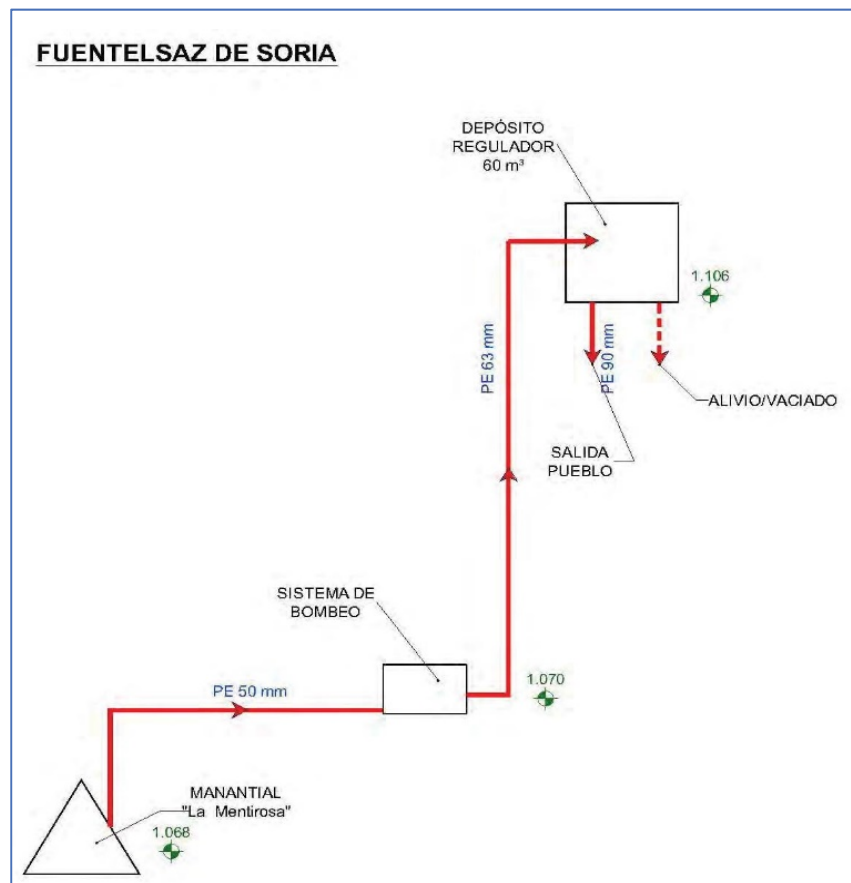 FUENTELSAZ DE SORIA
DEPÓSITO
REGULADOR
60 m³
1.106
PE 63 mm
PE 90 mm
ALIVIO/VACIADO
SALIDA
PUEBLO
SISTEMA DE
BOMBEO
1.070
PE 50 mm
MANANTIAL
"La Mentirosa"
1.068